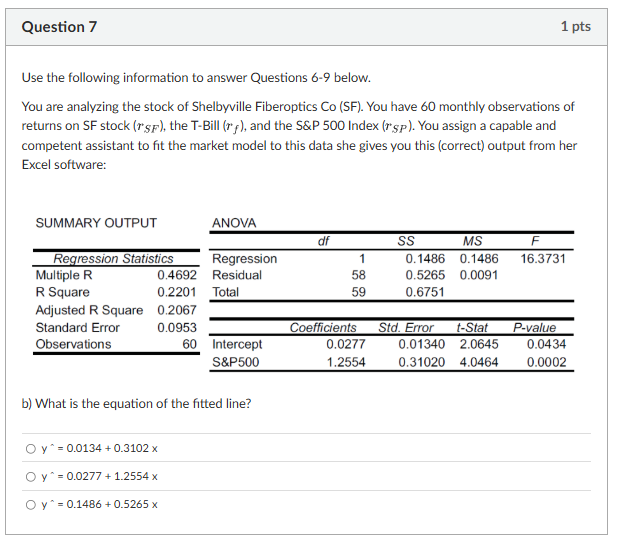 Question 7 1 pts
Use the following information to answer Questions 6-9 below.
You are analyzing the stock of Shelbyville Fiberoptics Co (SF). You have 60 monthly observations of
returns on SF stock (rSF), the T-Bill (rf), and the S&P 500 Index (rSP). You assign a capable and
competent assistant to fit the market model to this data she gives you this (correct) output from her
Excel software:
SUMMARY OUTPUT
Regression Statistics
Multiple R 0.4692
R Square 0.2201
Adjusted R Square 0.2067
Standard Error 0.0953
Observations 60
ANOVA
df SS MS F
Regression 1 0.1486 0.1486 16.3731
Residual 58 0.5265 0.0091
Total 59 0.6751
Coefficients Std. Error t-Stat P-value
Intercept 0.0277 0.01340 2.0645 0.0434
S&P500 1.2554 0.31020 4.0464 0.0002
b) What is the equation of the fitted line?
y ^ = 0.0134 + 0.3102 x
y ^ = 0.0277 + 1.2554 x
y ^ = 0.1486 + 0.5265 x